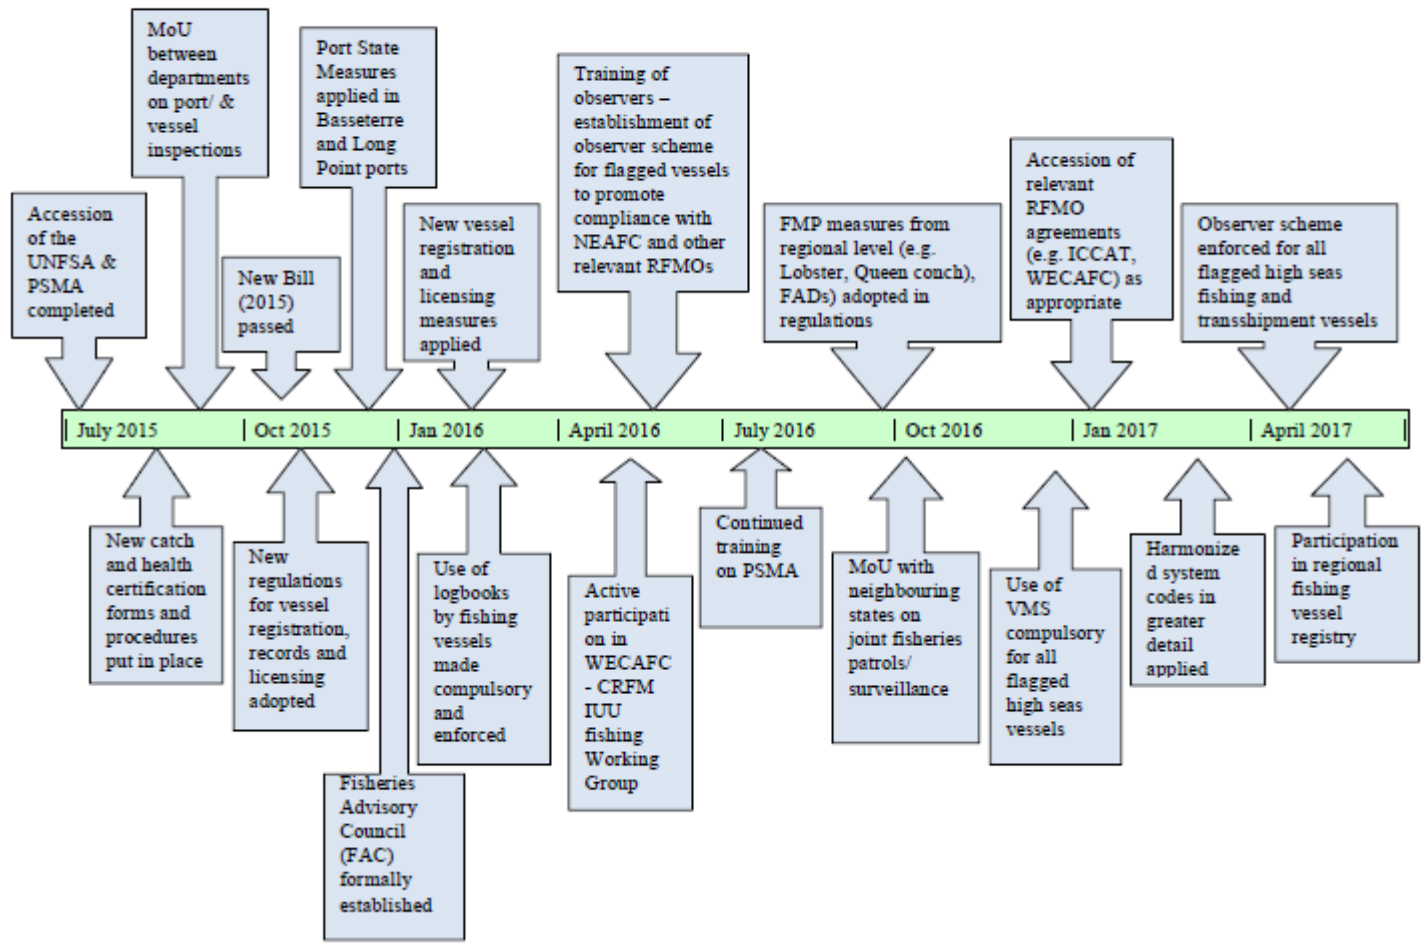 MoU
between
departments
on port/ &
vessel
inspections
Port State
Measures
applied in
Basseterre
and Long
Point ports
Training of
observers –
establishment of
observer scheme
for flagged vessels
to promote
compliance with
NEAFC and other
relevant RFMOs
Accession of
relevant
RFMO
agreements
(e.g. ICCAT,
WECAFC) as
appropriate
Accession
of the
UNFSA &
PSMA
completed
New Bill
(2015)
passed
New vessel
registration
and
licensing
measures
applied
FMP measures from
regional level (e.g.
Lobster, Queen conch),
FADs) adopted in
regulations
Observer scheme
enforced for all
flagged high seas
fishing and
transshipment vessels
| July 2015 | Oct 2015 | Jan 2016 | April 2016 | July 2016 | Oct 2016 | Jan 2017 | April 2017 |
New catch
and health
certification
forms and
procedures
put in place
New
regulations
for vessel
registration,
records and
licensing
adopted
Fisheries
Advisory
Council
(FAC)
formally
established
Use of
logbooks
by fishing
vessels
made
compulsory
and
enforced
Active
participati
on in
WECAFC
- CRFM
IUU
fishing
Working
Group
Continued
training
on PSMA
MoU with
neighbouring
states on
joint fisheries
patrols/
surveillance
Use of
VMS
compulsory
for all
flagged
high seas
vessels
Harmonize
d system
codes in
greater
detail
applied
Participation
in regional
fishing
vessel
registry